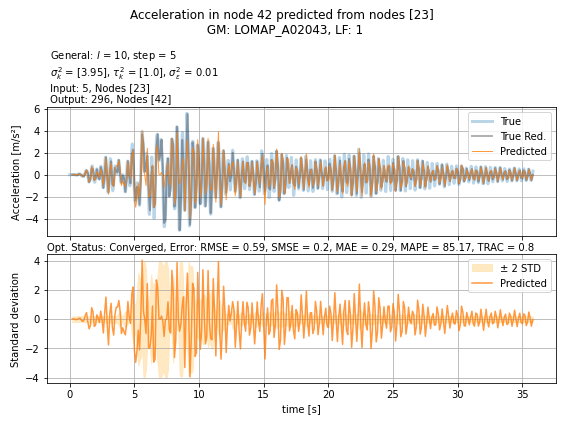 Acceleration in node 42 predicted from nodes [23]
GM: LOMAP_A02043, LF: 1
General: l = 10, step = 5
σ²ₖ = [3.95], τ²ₖ = [1.0], σ²ε = 0.01
Input: 5, Nodes [23]
Output: 296, Nodes [42]
Acceleration [m/s²]
6
4
2
0
−2
−4
True
True Red.
Predicted
Opt. Status: Converged, Error: RMSE = 0.59, SMSE = 0.2, MAE = 0.29, MAPE = 85.17, TRAC = 0.8
Standard deviation
4
2
0
−2
−4
± 2 STD
Predicted
0 5 10 15 20 25 30 35
time [s]